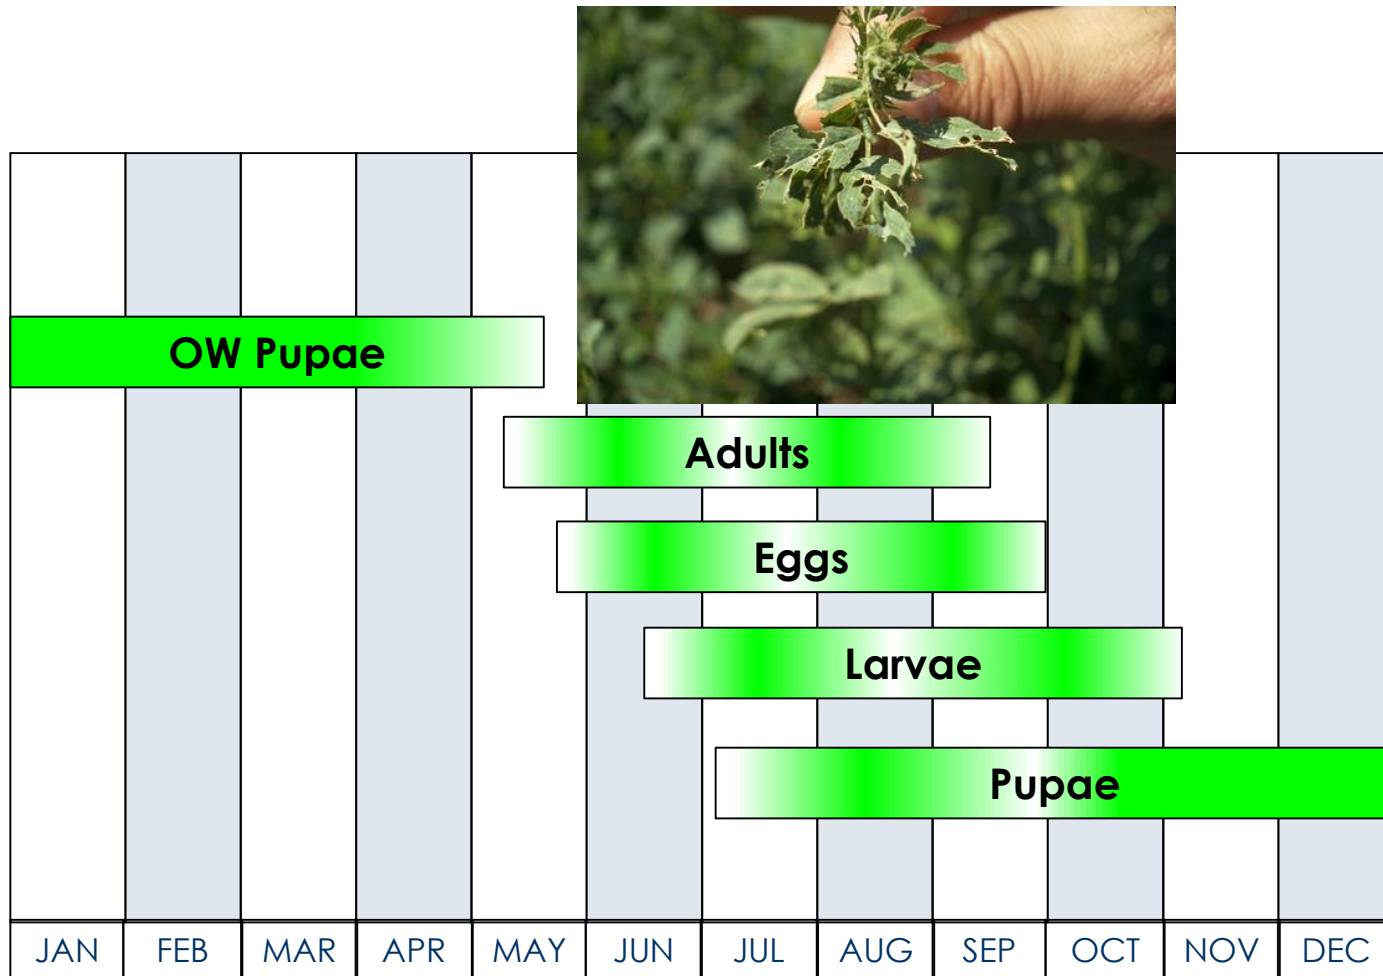 OW Pupae
Adults
Eggs
Larvae
Pupae
JAN FEB MAR APR MAY JUN JUL AUG SEP OCT NOV DEC